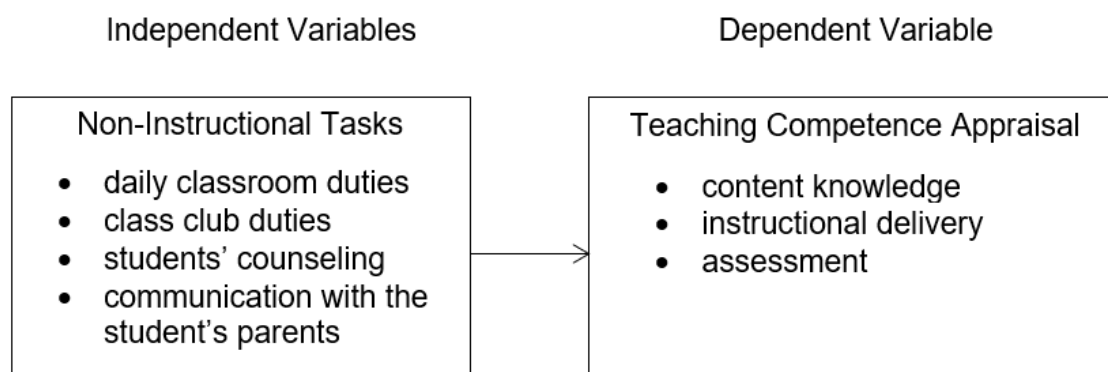 Independent Variables
Dependent Variable
Non-Instructional Tasks
• daily classroom duties
• class club duties
• students’ counseling
• communication with the
student’s parents
Teaching Competence Appraisal
• content knowledge
• instructional delivery
• assessment